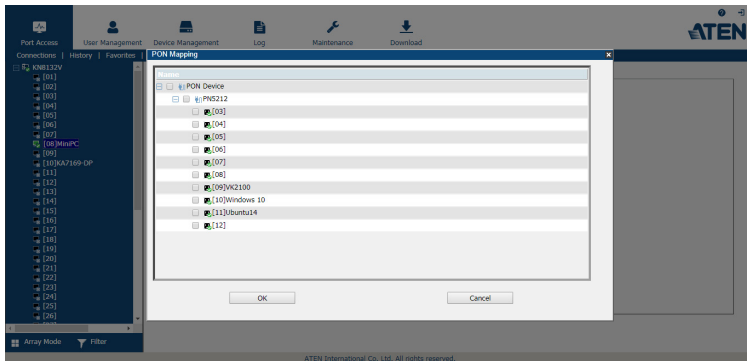 ATEN
Port Access
User Management
Device Management
Log
Maintenance
Download
Connections | History | Favorites |
KN8132V
[01]
[02]
[03]
[04]
[05]
[06]
[07]
[08]MiniPC
[09]
[10]KA7169-DP
[11]
[12]
[13]
[14]
[15]
[16]
[17]
[18]
[19]
[20]
[21]
[22]
[23]
[24]
[25]
[26]
Array Mode
Filter
PON Mapping
Name
PON Device
PN5212
[03]
[04]
[05]
[06]
[07]
[08]
[09]VK2100
[10]Windows 10
[11]Ubuntu14
[12]
OK
Cancel
ATEN International Co. Ltd. All rights reserved.